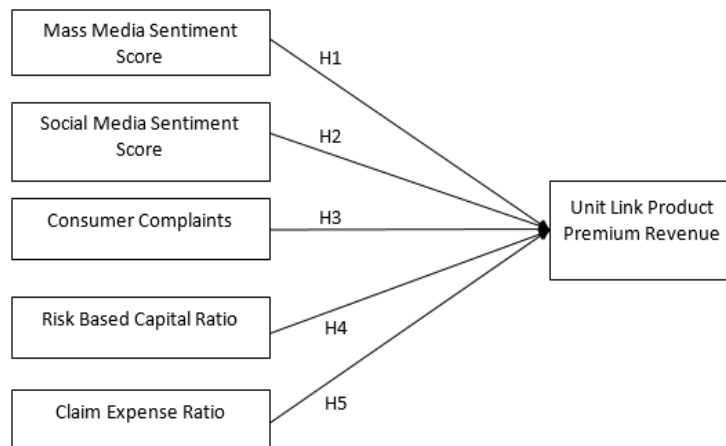 Mass Media Sentiment
Score
H1
Social Media Sentiment
Score
H2
Consumer Complaints
H3
Risk Based Capital Ratio
H4
Claim Expense Ratio
H5
Unit Link Product
Premium Revenue